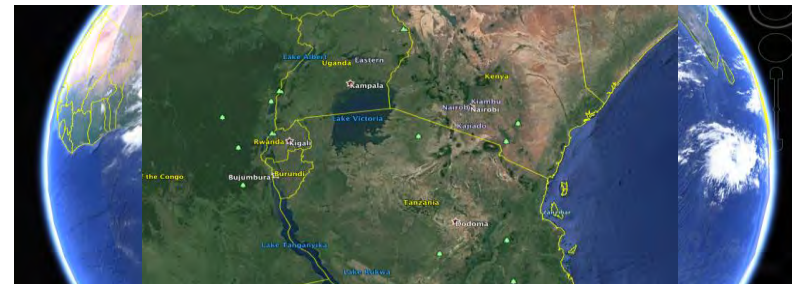 Lake Albert
Eastern
Uganda
Kampala
Kenya
Kiambu
Nairobi
Nairobi
Lake Victoria
Kajiado
Rwanda
Kigali
of the Congo
Bujumbura
Burundi
Tanzania
Zanzibar
Dodoma
Lake Tanganyika
Lake Rukwa